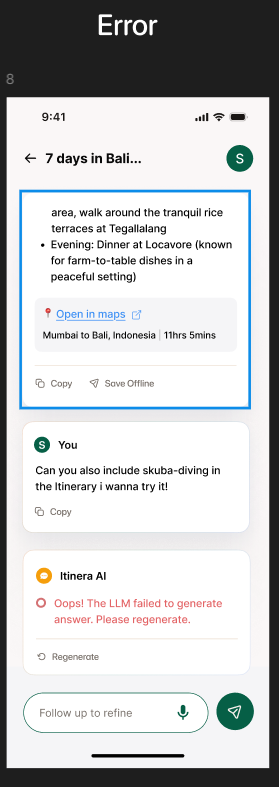 Error
8
9:41
7 days in Bali...
S
area, walk around the tranquil rice
terraces at Tegallalang
• Evening: Dinner at Locavore (known
for farm-to-table dishes in a
peaceful setting)
Open in maps
Mumbai to Bali, Indonesia | 11hrs 5mins
Copy
Save Offline
S
You
Can you also include skuba-diving in
the Itinerary i wanna try it!
Copy
Itinera AI
Oops! The LLM failed to generate
answer. Please regenerate.
Regenerate
Follow up to refine